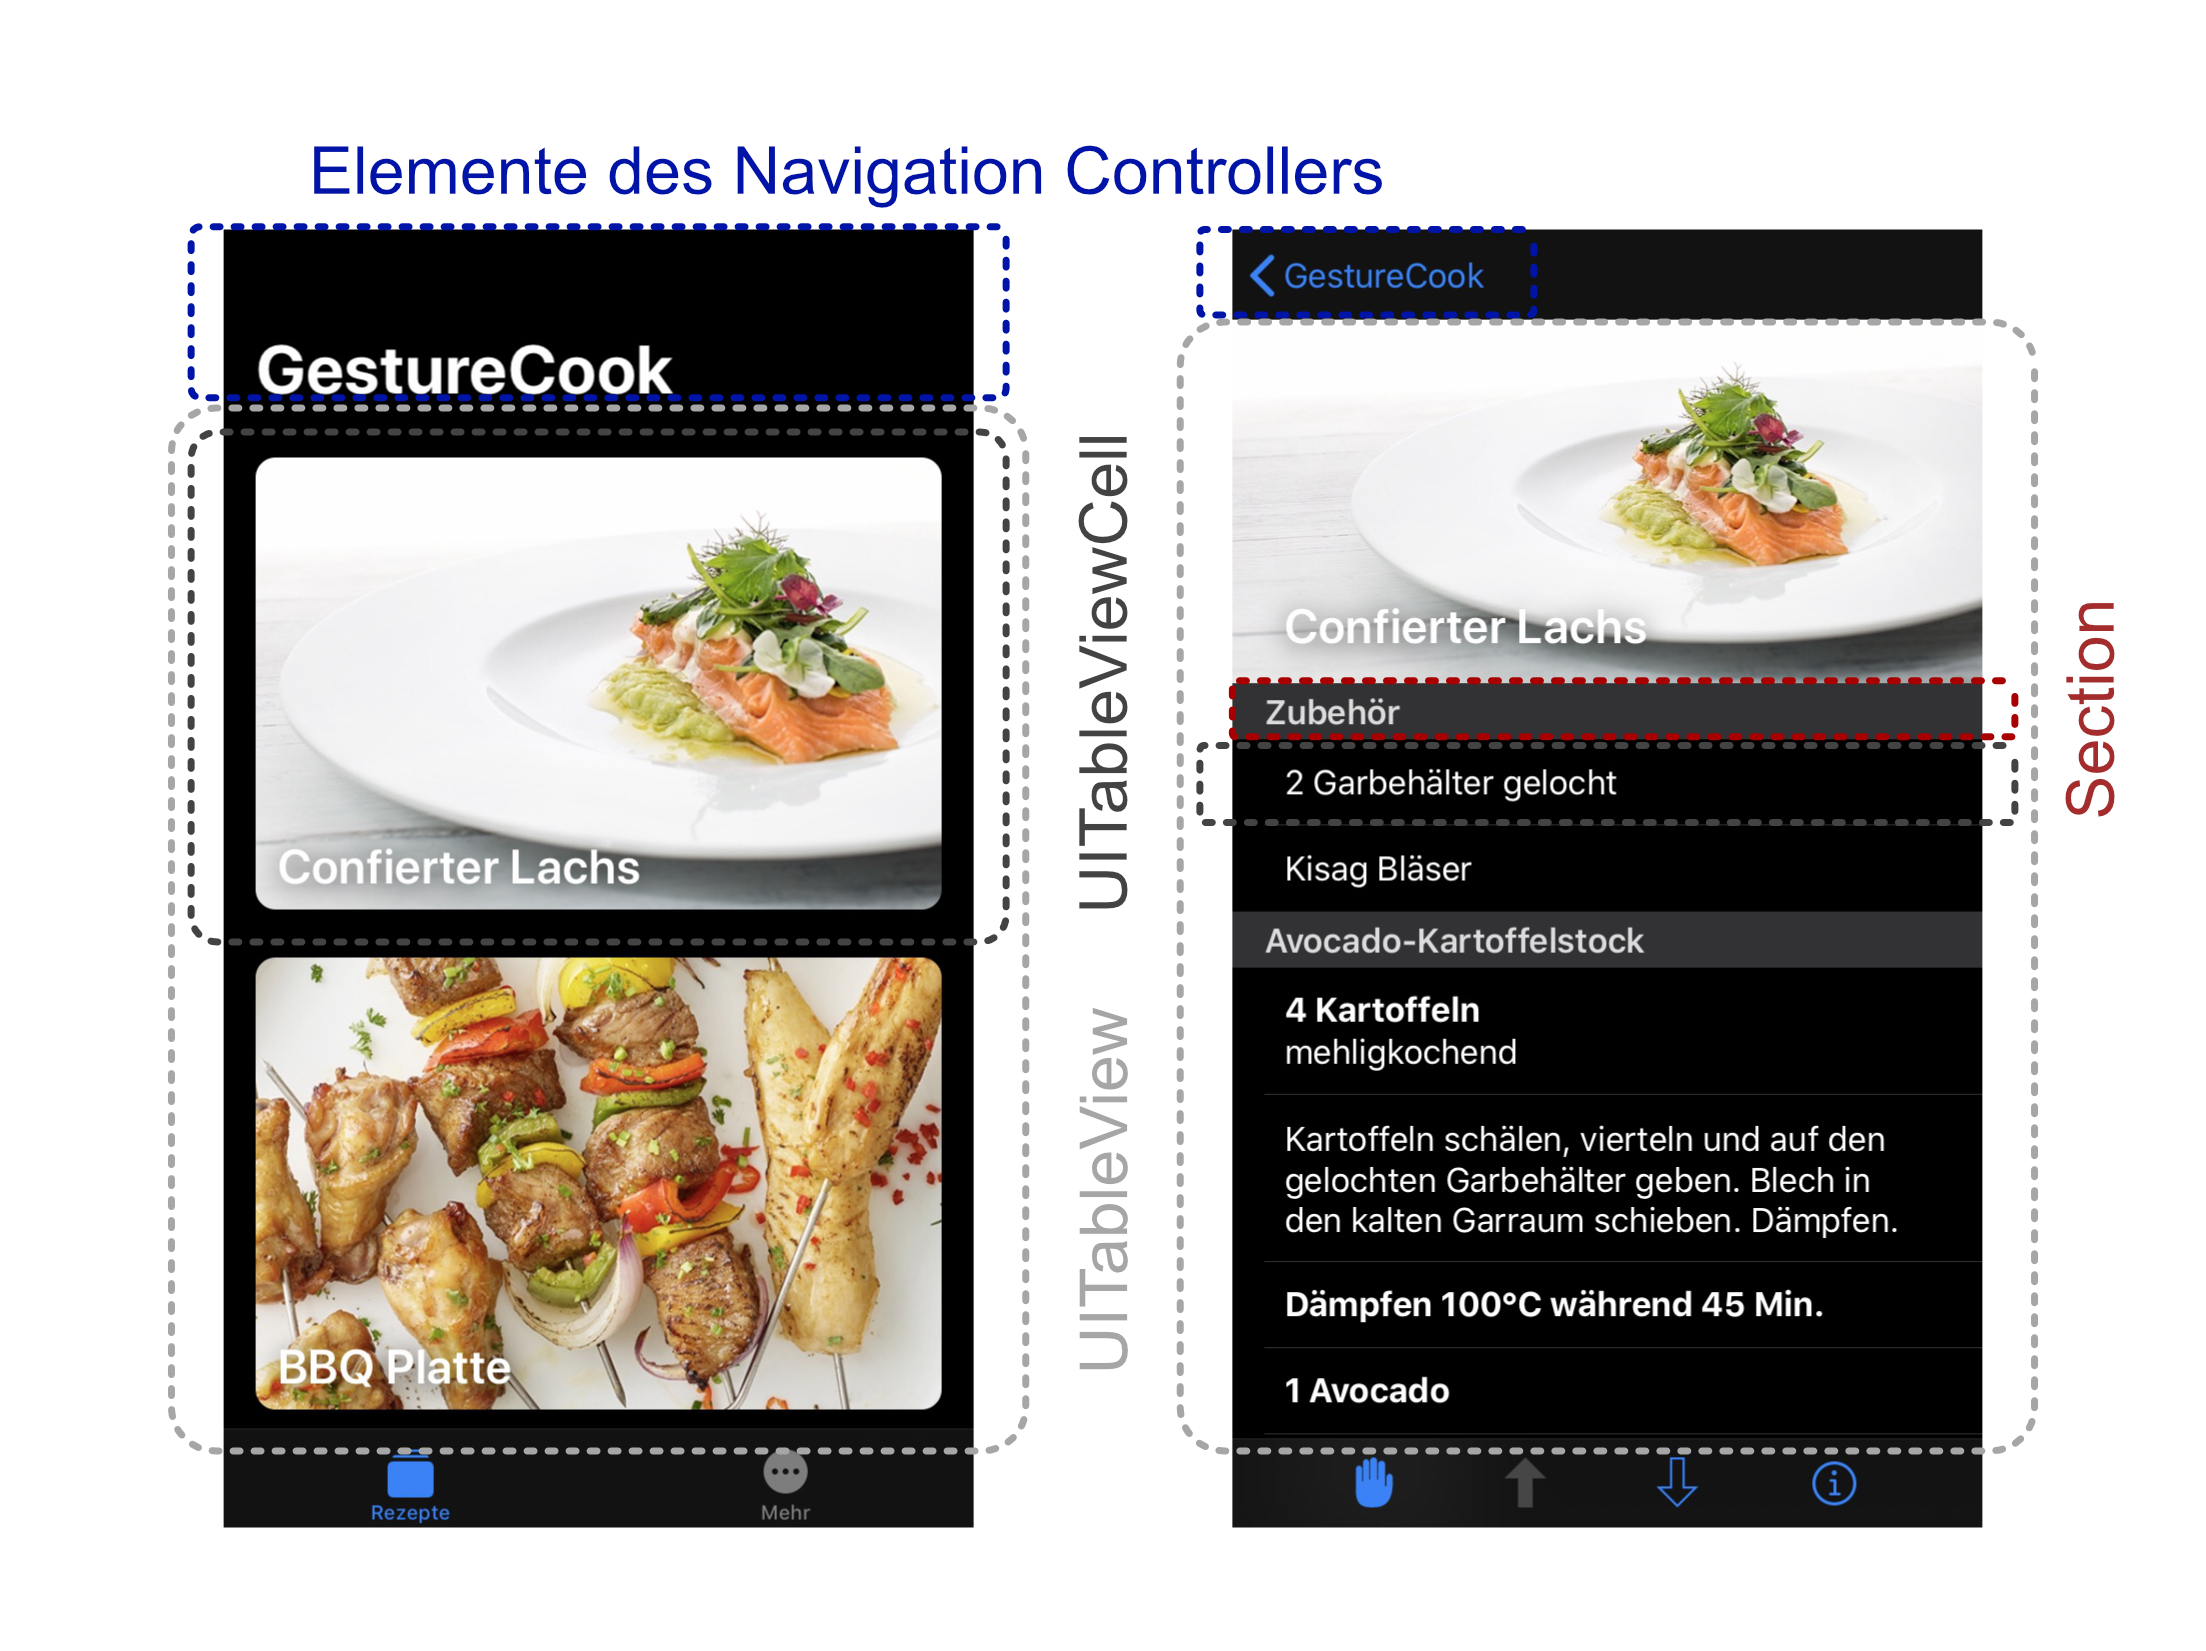 Elemente des Navigation Controllers
GestureCook
Confierter Lachs
BBQ Platte
Rezepte
Mehr
UITableViewCell
UITableView
GestureCook
Confierter Lachs
Zubehör
2 Garbehälter gelocht
Kisag Bläser
Avocado-Kartoffelstock
4 Kartoffeln
mehligkochend
Kartoffeln schälen, vierteln und auf den
gelochten Garbehälter geben. Blech in
den kalten Garraum schieben. Dämpfen.
Dämpfen 100°C während 45 Min.
1 Avocado
Section